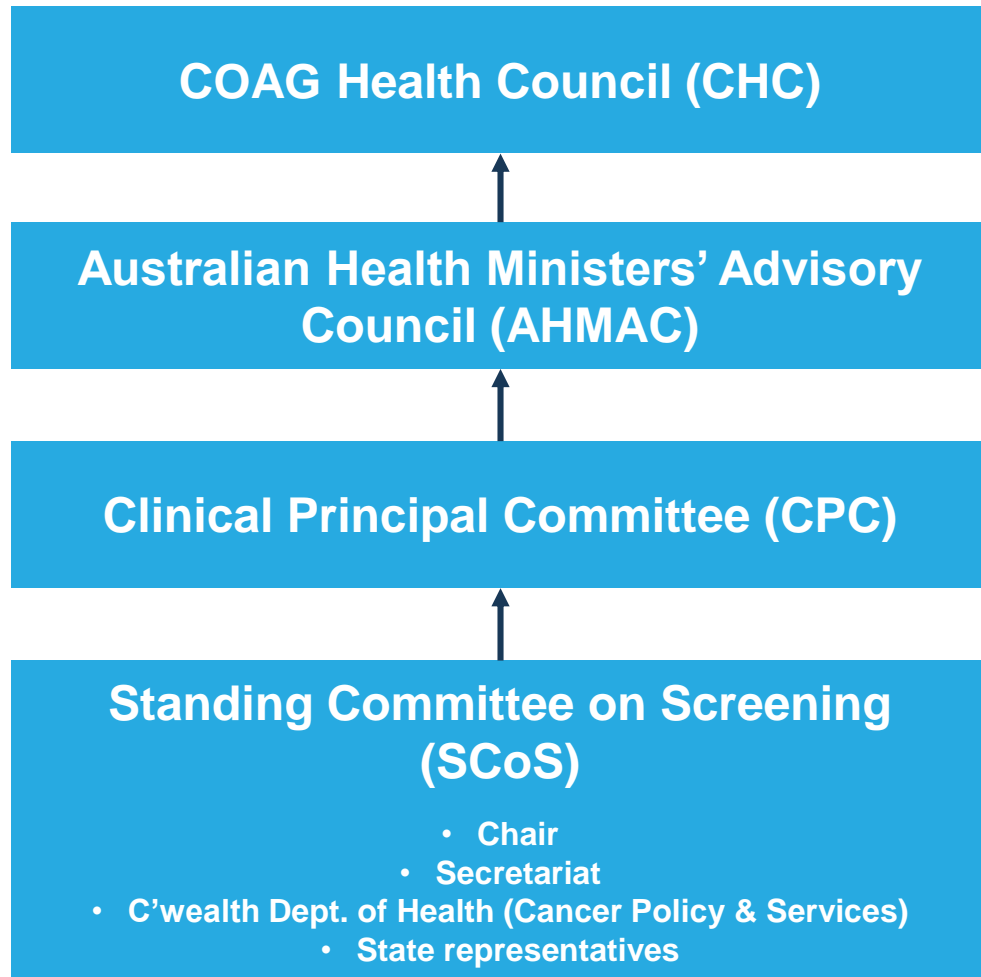 COAG Health Council (CHC)
Australian Health Ministers’ Advisory
Council (AHMAC)
Clinical Principal Committee (CPC)
Standing Committee on Screening
(SCoS)
• Chair
• Secretariat
• C’wealth Dept. of Health (Cancer Policy & Services)
• State representatives